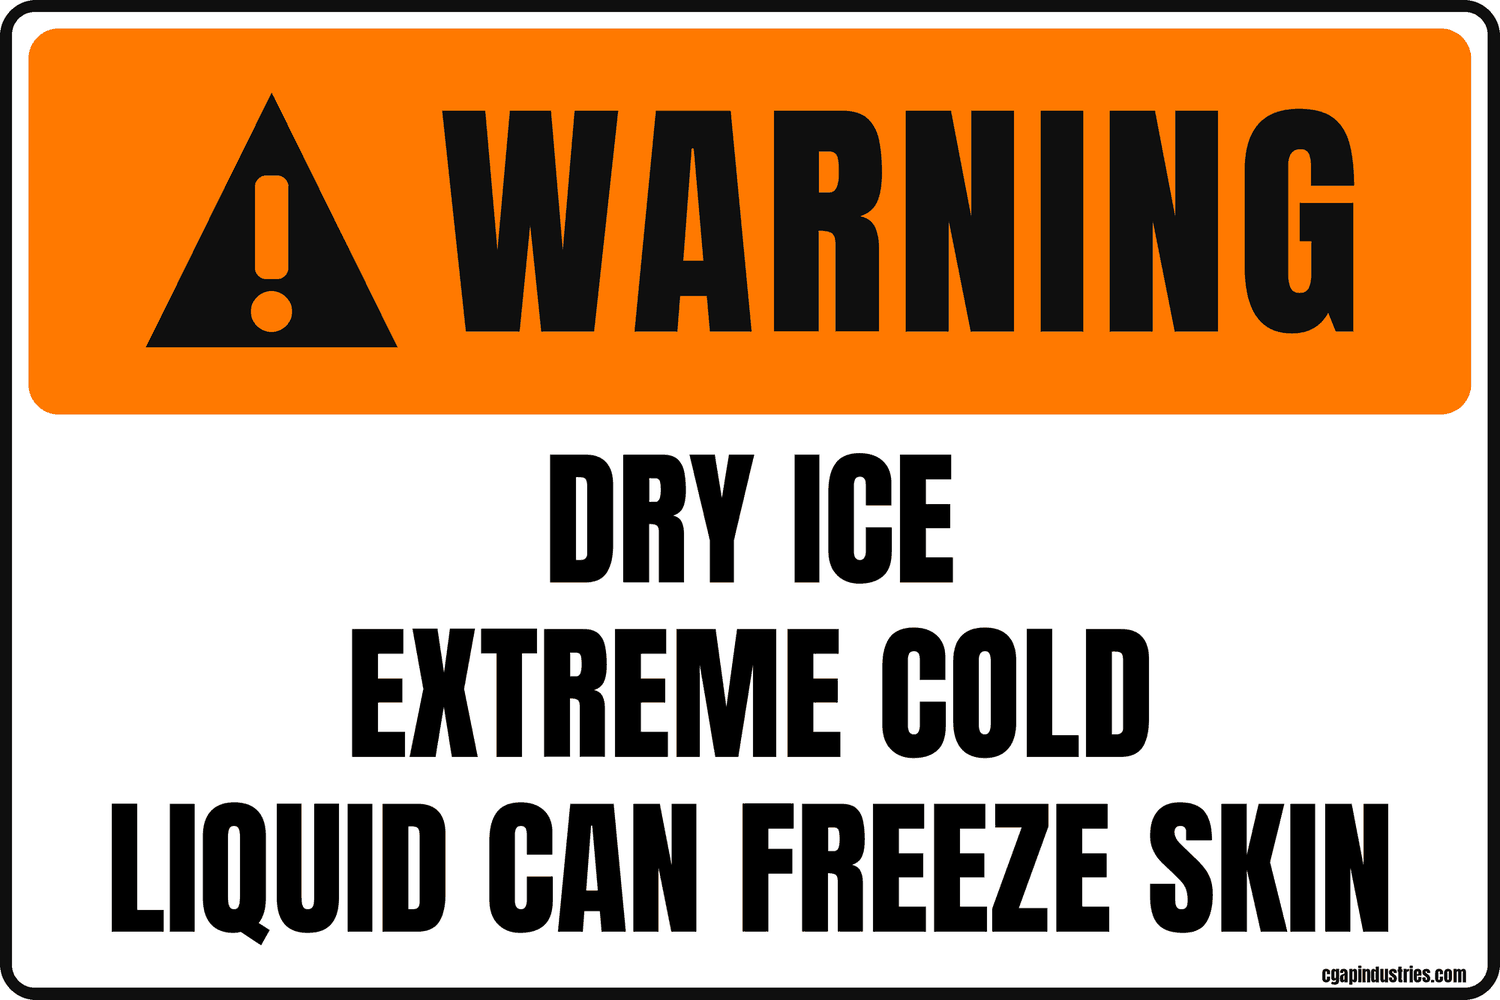 WARNING
DRY ICE
EXTREME COLD
LIQUID CAN FREEZE SKIN
cgapindustries.com